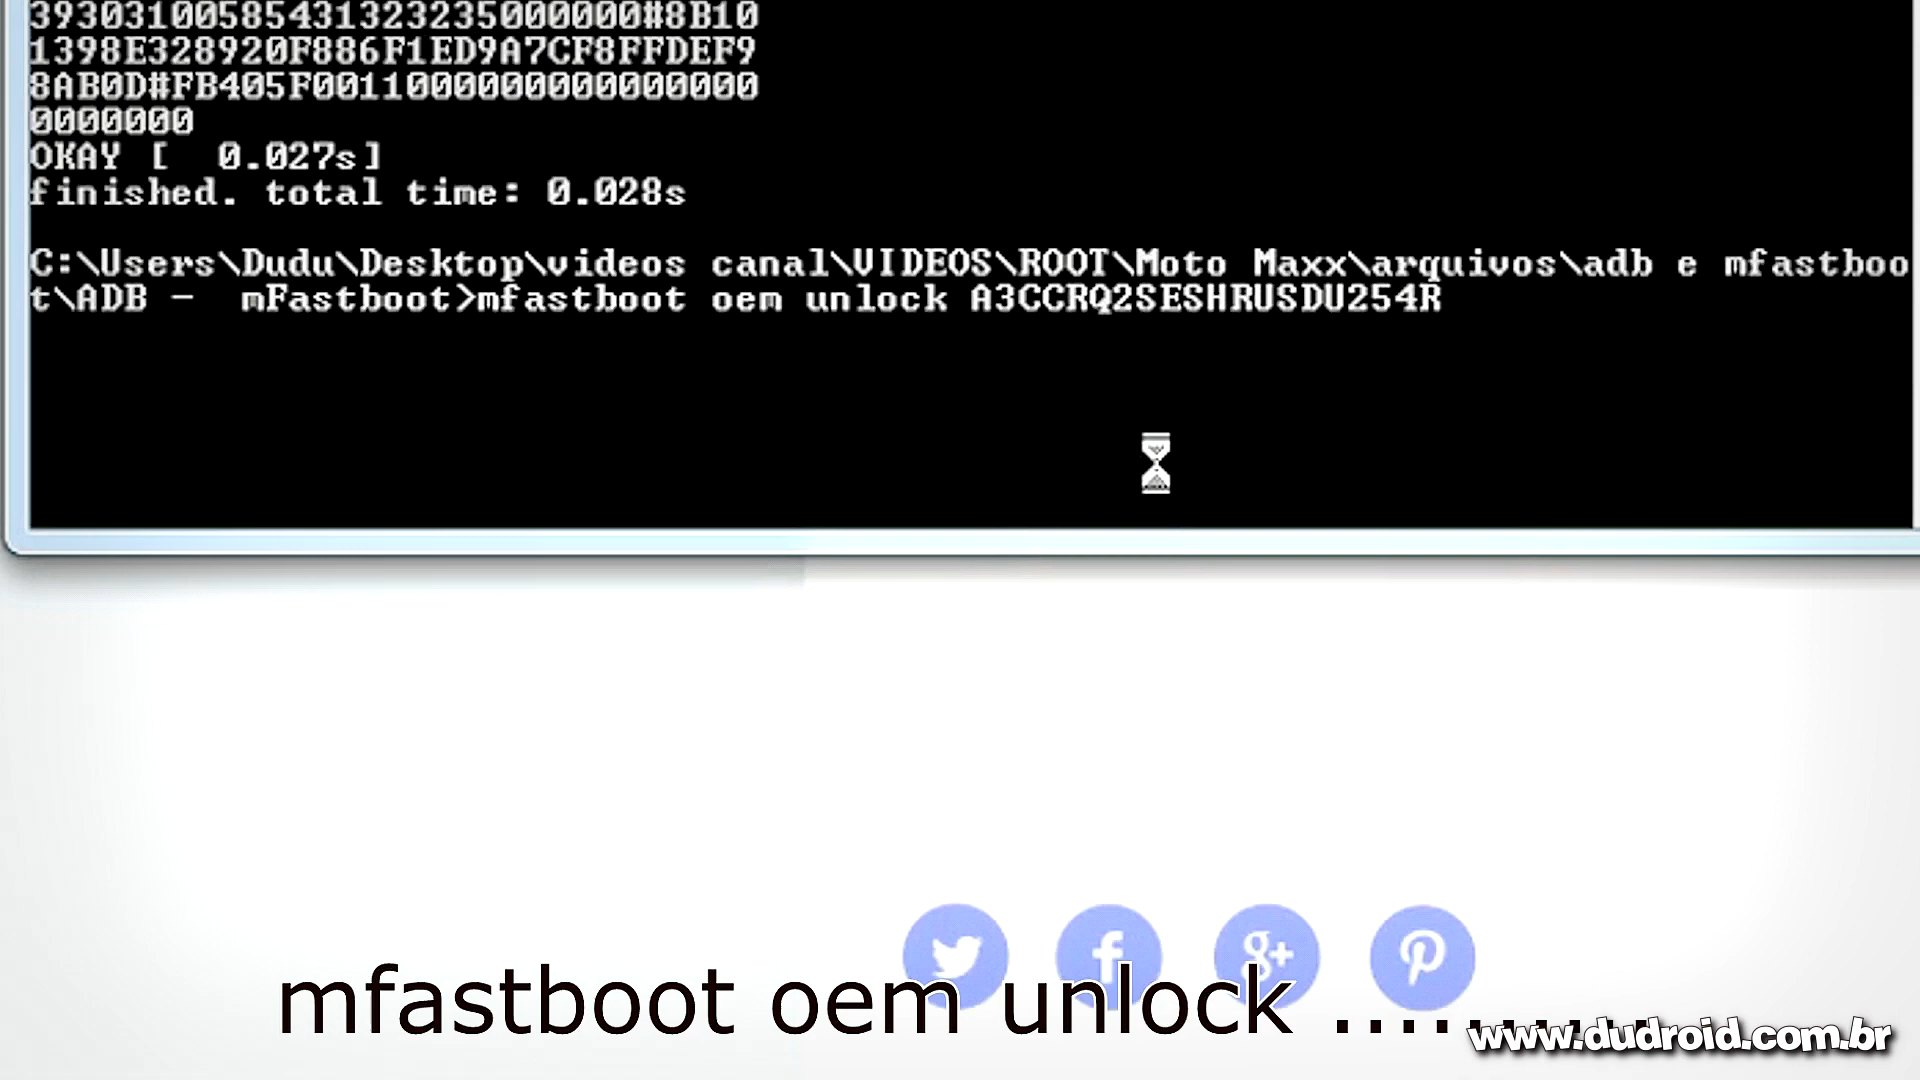 39303100585431323235000000#8B10
1398E328920F886F1ED9A7CF8FFDEF9
8AB0D#FB405F0011000000000000000
0000000
OKAY [  0.027s]
finished. total time: 0.028s
C:\Users\Dudu\Desktop\videos canal\VIDEOS\ROOT\Moto Maxx\arquivos\adb e mfastboo
t\ADB -  mFastboot>mfastboot oem unlock A3CCRQ2SESHRUSDU254R
mfastboot oem unlock ..........
www.dudroid.com.br